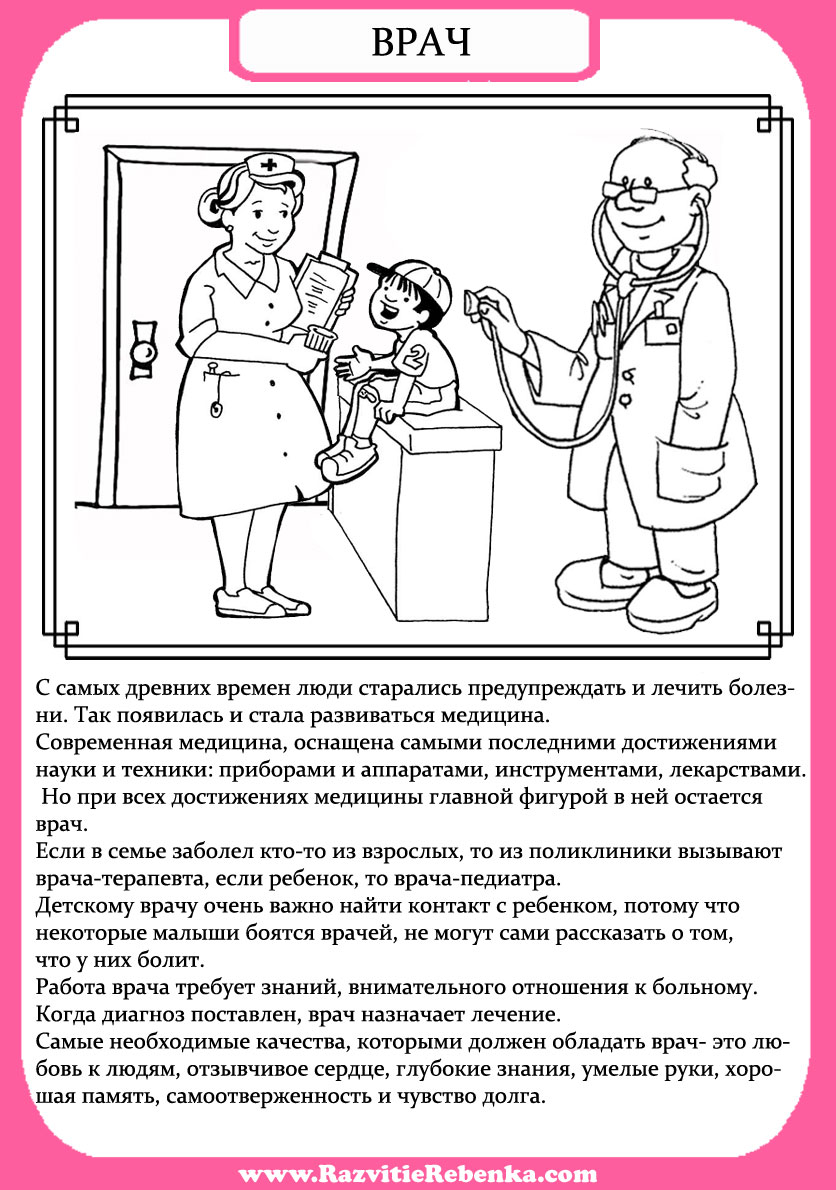 ВРАЧ
2
С самых древних времен люди старались предупреждать и лечить болез-
ни. Так появилась и стала развиваться медицина.
Современная медицина, оснащена самыми последними достижениями
науки и техники: приборами и аппаратами, инструментами, лекарствами.
Но при всех достижениях медицины главной фигурой в ней остается
врач.
Если в семье заболел кто-то из взрослых, то из поликлиники вызывают
врача-терапевта, если ребенок, то врача-педиатра.
Детскому врачу очень важно найти контакт с ребенком, потому что
некоторые малыши боятся врачей, не могут сами рассказать о том,
что у них болит.
Работа врача требует знаний, внимательного отношения к больному.
Когда диагноз поставлен, врач назначает лечение.
Самые необходимые качества, которыми должен обладать врач- это лю-
бовь к людям, отзывчивое сердце, глубокие знания, умелые руки, хоро-
шая память, самоотверженность и чувство долга.
www.RazvitieRebenka.com